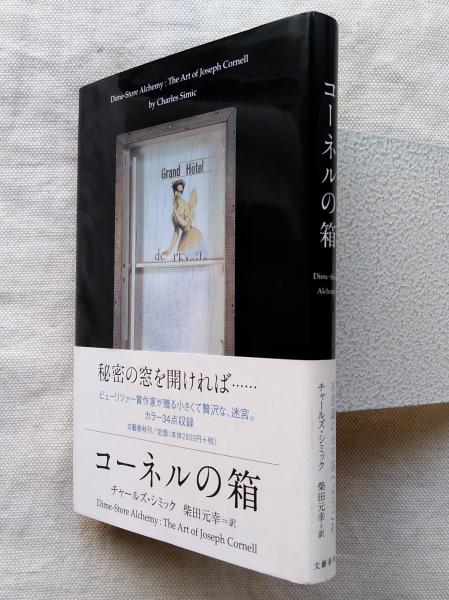 Dime-Store Alchemy : The Art of Joseph Cornell
by Charles Simic
Grand Hôtel
de l'Etoile
秘密の窓を開ければ……
ピューリツァー賞作家が贈る小さくて贅沢な、迷宮。
カラー34点収録
文藝春秋刊／定価（本体2800円+税）
コーネルの箱
チャールズ・シミック 柴田元幸＝訳
Dime-Store Alchemy : The Art of Joseph Cornell
コーネルの箱
Alchemy
チャールズ・シミック
柴田元幸＝訳